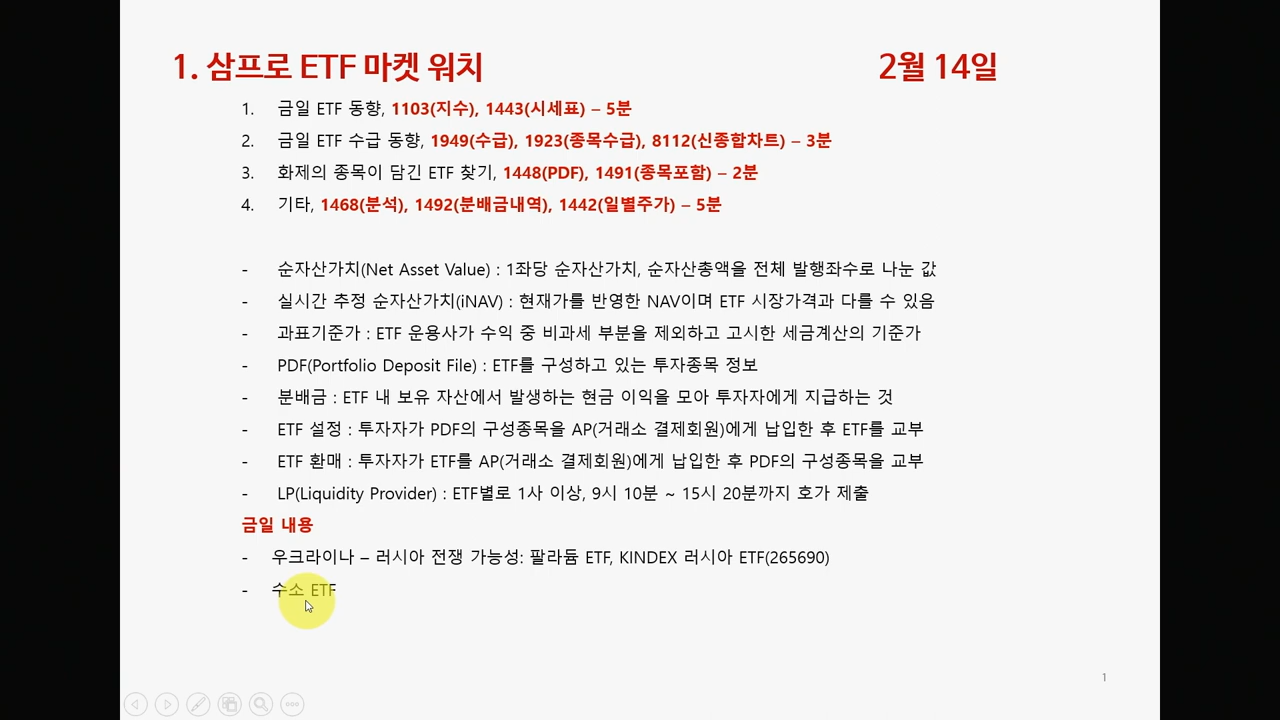 1. 삼프로 ETF 마켓 워치 2월 14일
1. 금일 ETF 동향, 1103(지수), 1443(시세표) – 5분
2. 금일 ETF 수급 동향, 1949(수급), 1923(종목수급), 8112(신종합차트) – 3분
3. 화제의 종목이 담긴 ETF 찾기, 1448(PDF), 1491(종목포함) – 2분
4. 기타, 1468(분석), 1492(분배금내역), 1442(일별주가) – 5분
- 순자산가치(Net Asset Value) : 1좌당 순자산가치, 순자산총액을 전체 발행좌수로 나눈 값
- 실시간 추정 순자산가치(iNAV) : 현재가를 반영한 NAV이며 ETF 시장가격과 다를 수 있음
- 과표기준가 : ETF 운용사가 수익 중 비과세 부분을 제외하고 고시한 세금계산의 기준가
- PDF(Portfolio Deposit File) : ETF를 구성하고 있는 투자종목 정보
- 분배금 : ETF 내 보유 자산에서 발생하는 현금 이익을 모아 투자자에게 지급하는 것
- ETF 설정 : 투자자가 PDF의 구성종목을 AP(거래소 결제회원)에게 납입한 후 ETF를 교부
- ETF 환매 : 투자자가 ETF를 AP(거래소 결제회원)에게 납입한 후 PDF의 구성종목을 교부
- LP(Liquidity Provider) : ETF별로 1사 이상, 9시 10분 ~ 15시 20분까지 호가 제출
금일 내용
- 우크라이나 – 러시아 전쟁 가능성: 팔라듐 ETF, KINDEX 러시아 ETF(265690)
- 수소 ETF
1